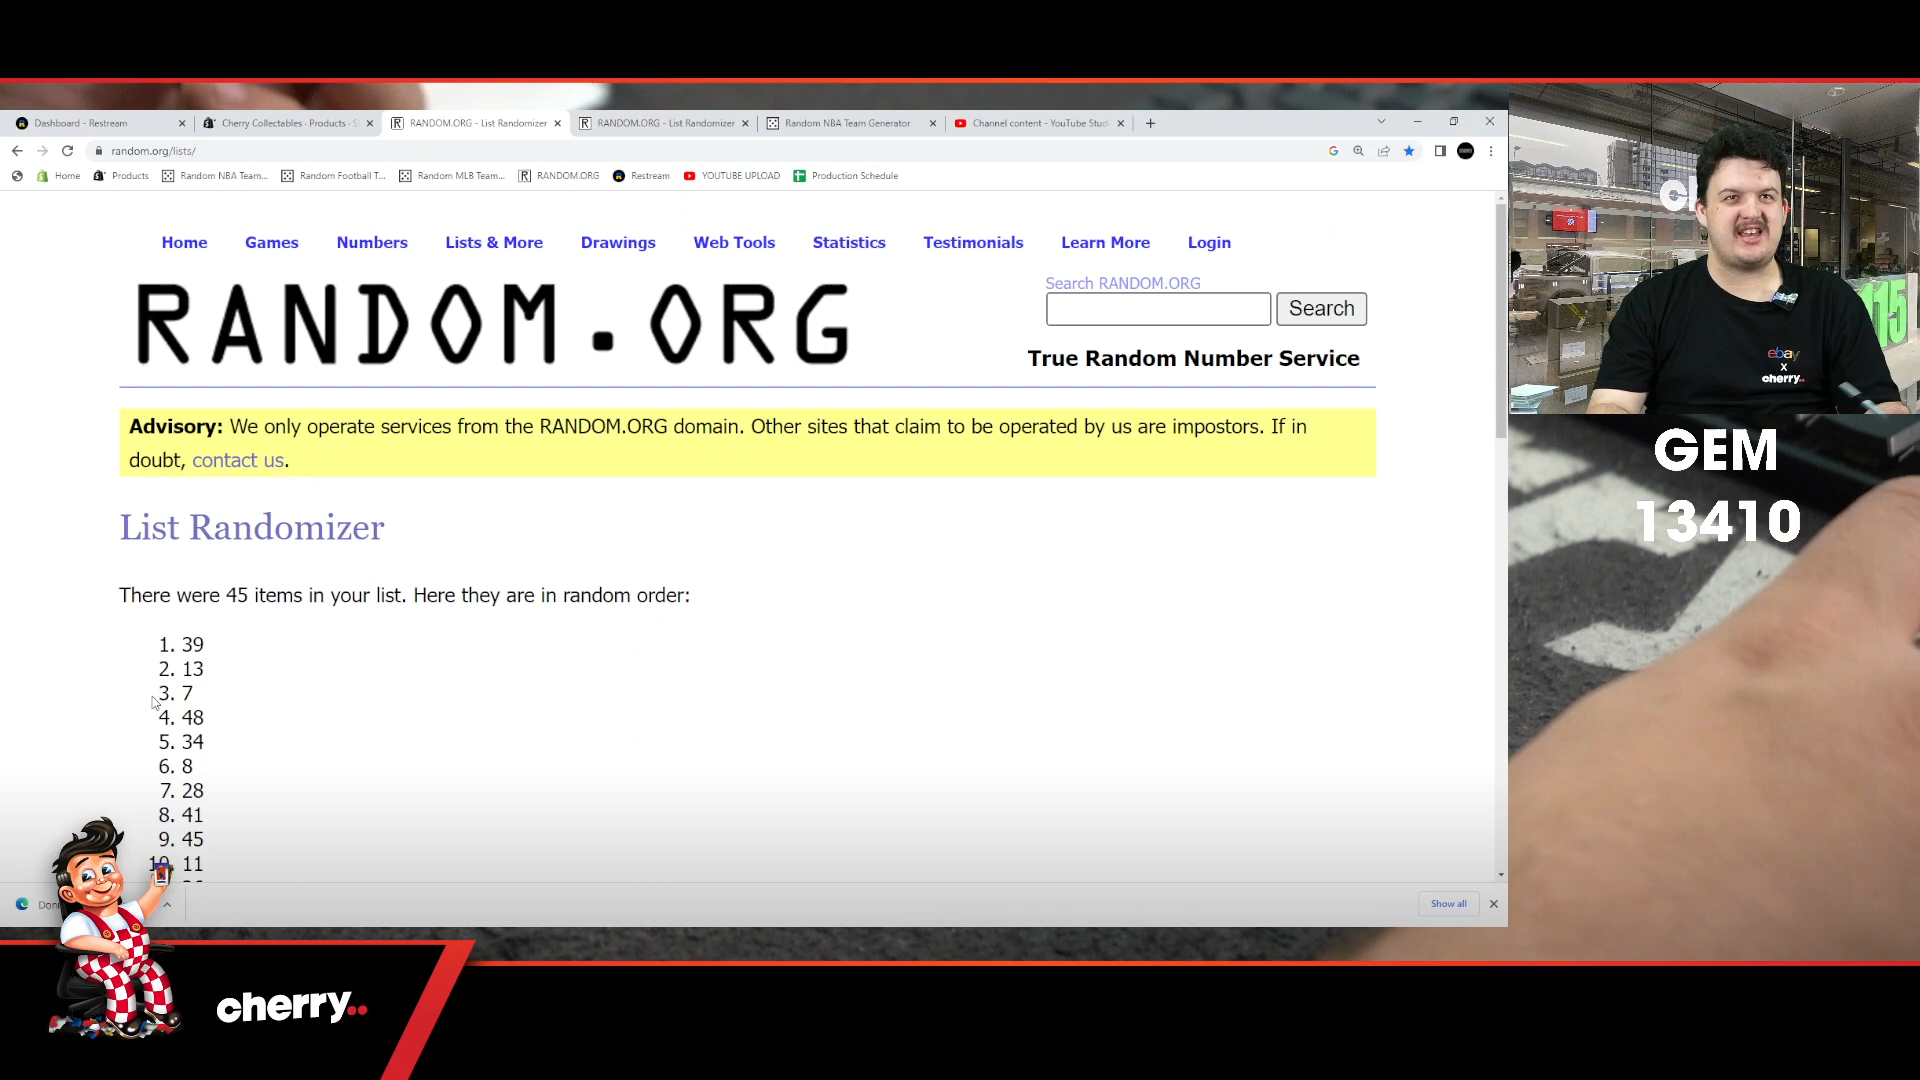 Dashboard - Restream
Cherry Collectables · Products · S
RANDOM.ORG - List Randomizer
RANDOM.ORG - List Randomizer
Random NBA Team Generator
Channel content - YouTube Stud
random.org/lists/
Home
Products
Random NBA Team...
Random Football T...
Random MLB Team...
RANDOM.ORG
Restream
YOUTUBE UPLOAD
Production Schedule
Home
Games
Numbers
Lists & More
Drawings
Web Tools
Statistics
Testimonials
Learn More
Login
RANDOM.ORG
Search RANDOM.ORG
Search
True Random Number Service
Advisory: We only operate services from the RANDOM.ORG domain. Other sites that claim to be operated by us are impostors. If in
doubt, contact us.
List Randomizer
There were 45 items in your list. Here they are in random order:
1. 39
2. 13
3. 7
4. 48
5. 34
6. 8
7. 28
8. 41
9. 45
10. 11
Show all
ebay
x
cherry..
115
GEM
13410
cherry..